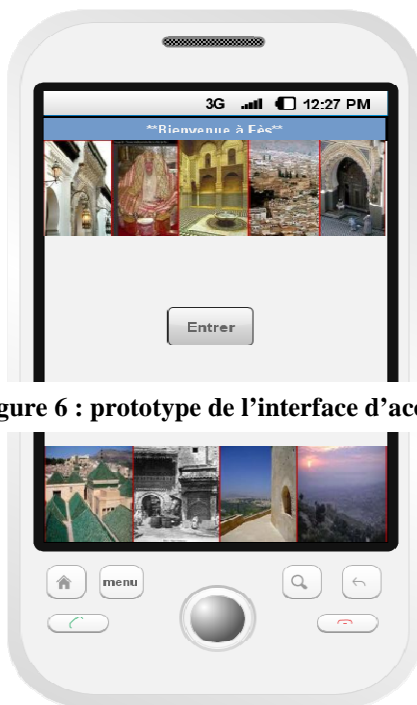 3G 12:27 PM
**Bienvenue à Fès**
Entrer
gure 6 : prototype de l’interface d’acc
menu